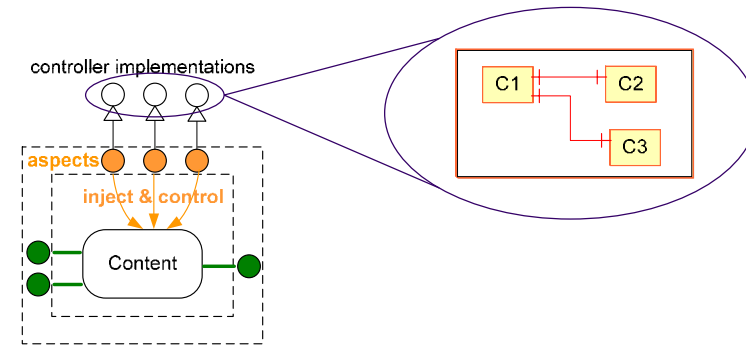 controller implementations
C1
C2
C3
aspects
inject & control
Content